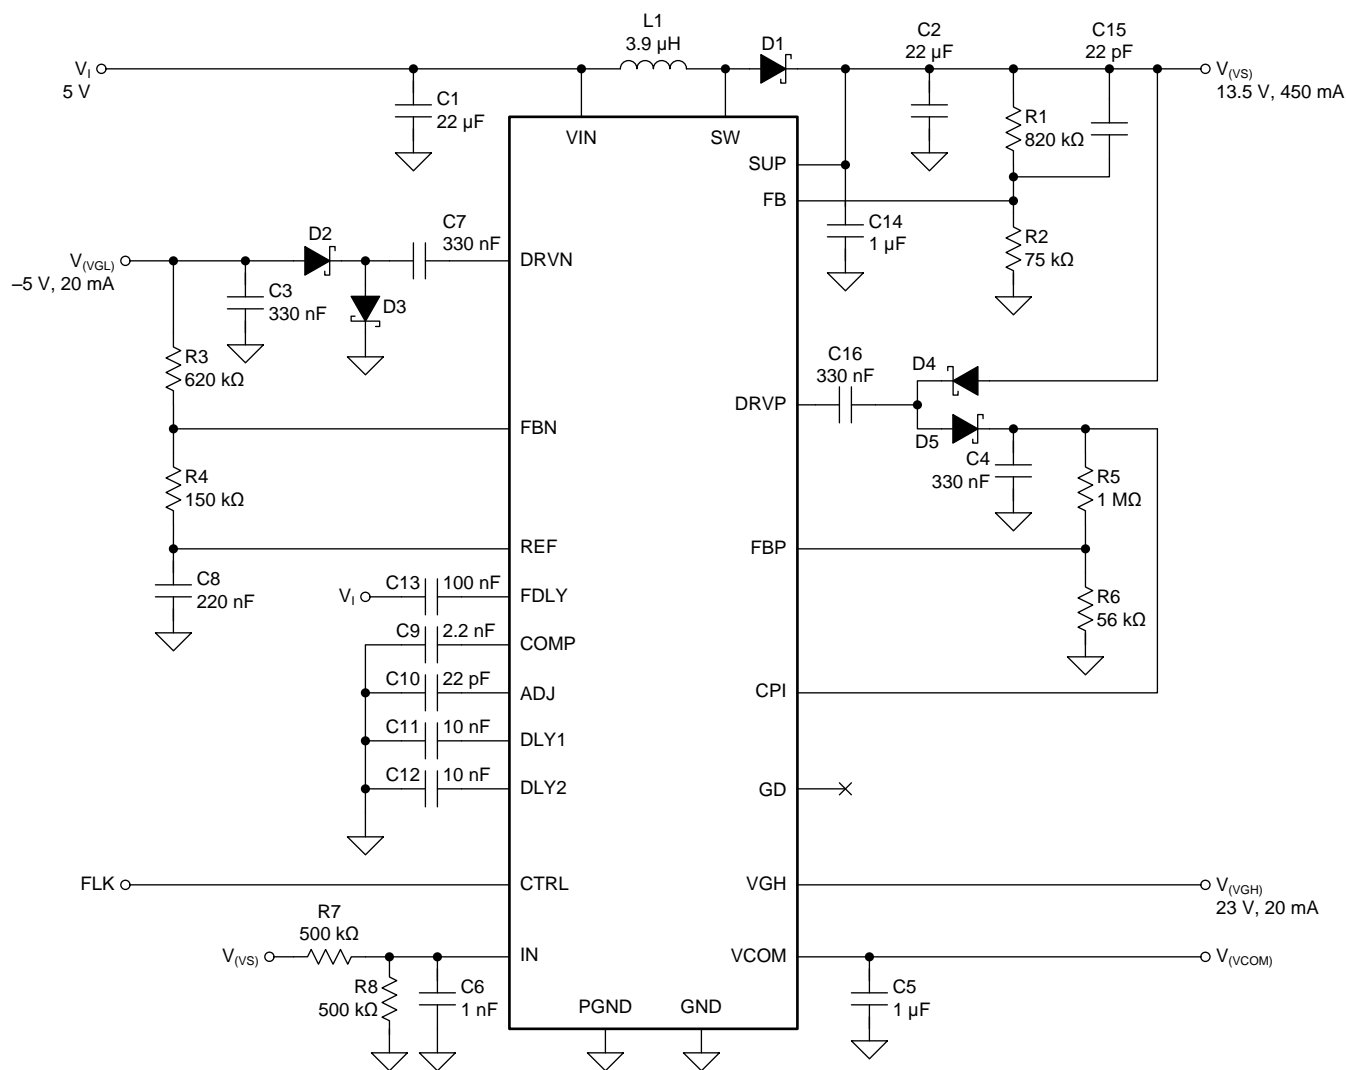 L1
3.9 µH
D1
C2
22 µF
C15
22 pF
V(VS)
13.5 V, 450 mA
VI
5 V
C1
22 µF
VIN
SW
R1
820 kΩ
SUP
FB
C14
1 µF
R2
75 kΩ
C7
330 nF
D2
V(VGL)
–5 V, 20 mA
DRVN
C3
330 nF
D3
R3
620 kΩ
C16
330 nF
D4
DRVP
D5
FBN
C4
330 nF
R5
1 MΩ
R4
150 kΩ
REF
FBP
C8
220 nF
VI
C13
100 nF
FDLY
R6
56 kΩ
C9
2.2 nF
COMP
C10
22 pF
ADJ
CPI
C11
10 nF
DLY1
C12
10 nF
DLY2
GD
FLK
CTRL
VGH
V(VGH)
23 V, 20 mA
R7
500 kΩ
V(VS)
IN
VCOM
V(VCOM)
R8
500 kΩ
C6
1 nF
C5
1 µF
PGND
GND